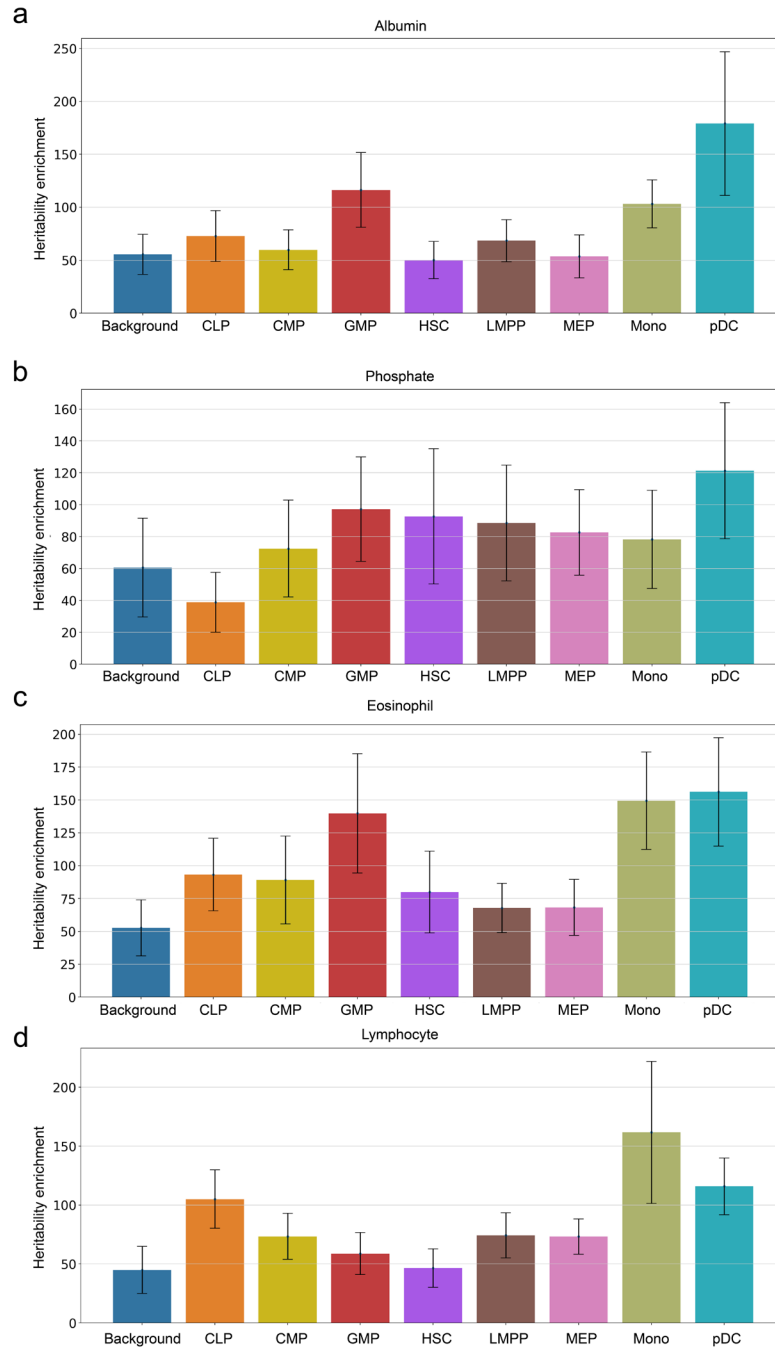 a
Albumin
Heritability enrichment
250
200
150
100
50
0
Background CLP CMP GMP HSC LMPP MEP Mono pDC
b
Phosphate
Heritability enrichment
160
140
120
100
80
60
40
20
0
Background CLP CMP GMP HSC LMPP MEP Mono pDC
c
Eosinophil
Heritability enrichment
200
175
150
125
100
75
50
25
0
Background CLP CMP GMP HSC LMPP MEP Mono pDC
d
Lymphocyte
Heritability enrichment
200
150
100
50
0
Background CLP CMP GMP HSC LMPP MEP Mono pDC